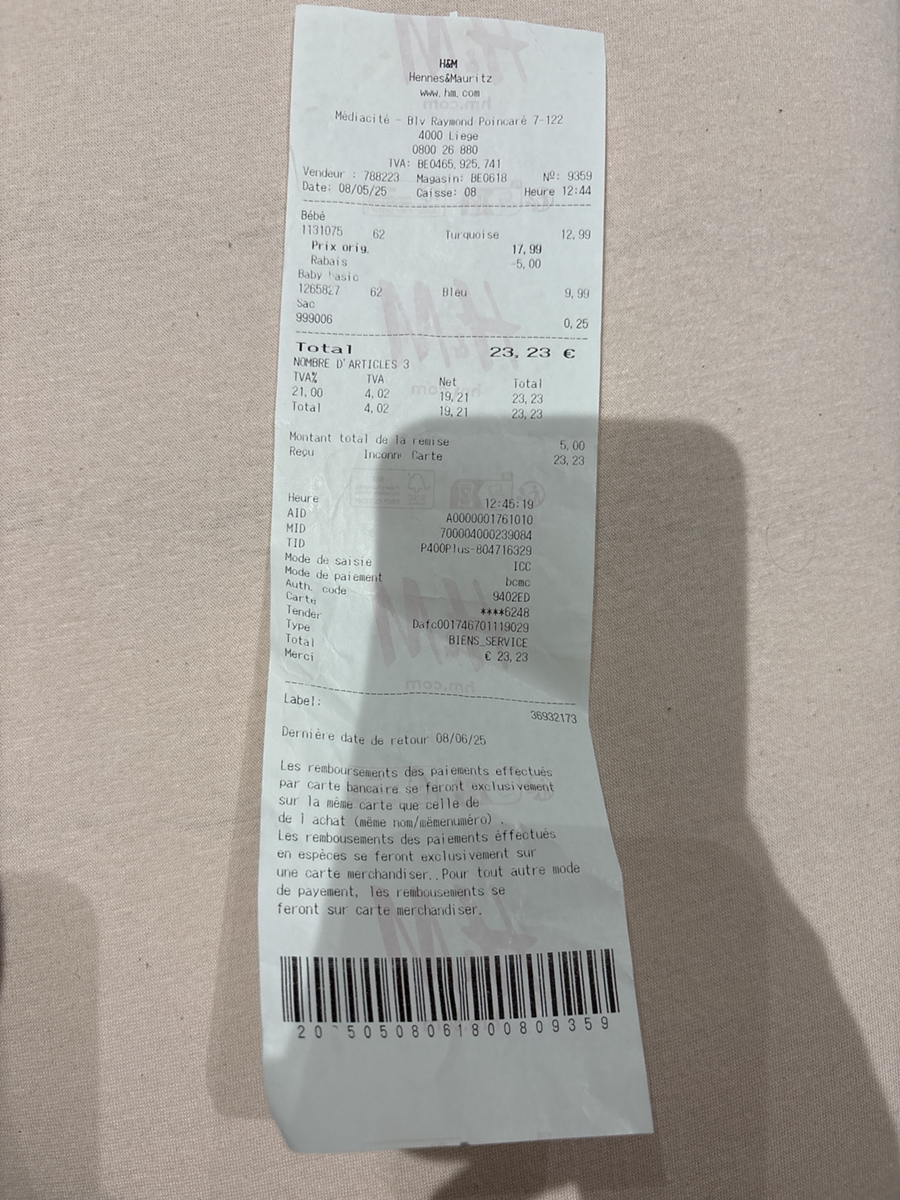 H&M
Hennes&Mauritz
www.hm.com
Médiacité - Blv Raymond Poincaré 7-122
4000 Liege
0800 26 880
IVA: BE0465.925.741
Vendeur : 788223 Magasin: BE0618 Nº: 9359
Date: 08/05/25 Caisse: 08 Heure 12:44
Bébé
1131075 62 Turquoise 12,99
Prix orig. 17,99
Rabais -5,00
Baby basic
1265827 62 Bleu 9,99
Sac
999006 0,25
Total 23,23 €
NOMBRE D'ARTICLES 3
TVA% TVA Net Total
21,00 4,02 19,21 23,23
Total 4,02 19,21 23,23
Montant total de la remise 5,00
Reçu Inconn Carte 23,23
Heure 12:45:19
AID A0000001761010
MID 700004000239084
TID P400Plus-804716329
Mode de saisie ICC
Mode de paiement bcmc
Auth. code 9402ED
Carte ****6248
Tender Dafc001746701119029
Type BIENS_SERVICE
Total € 23,23
Merci
Label:
36932173
Dernière date de retour 08/06/25
Les remboursements des paiements effectués
par carte bancaire se feront exclusivement
sur la même carte que celle de
de l achat (même nom/mêmenuméro) .
Les rembousements des paiements éffectués
en espèces se feront exclusivement sur
une carte merchandiser..Pour tout autre mode
de payement, les rembousements se
feront sur carte merchandiser.